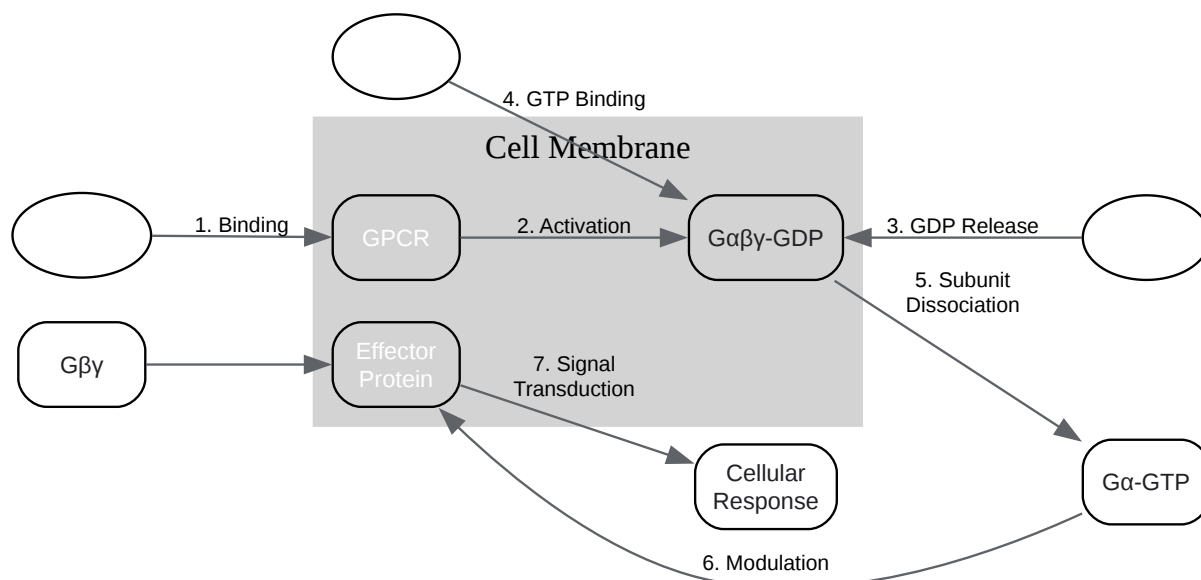 4. GTP Binding
Cell Membrane
1. Binding
GPCR
2. Activation
Gαβγ-GDP
3. GDP Release
5. Subunit
Dissociation
Gβγ
Effector
Protein
7. Signal
Transduction
Cellular
Response
Gα-GTP
6. Modulation